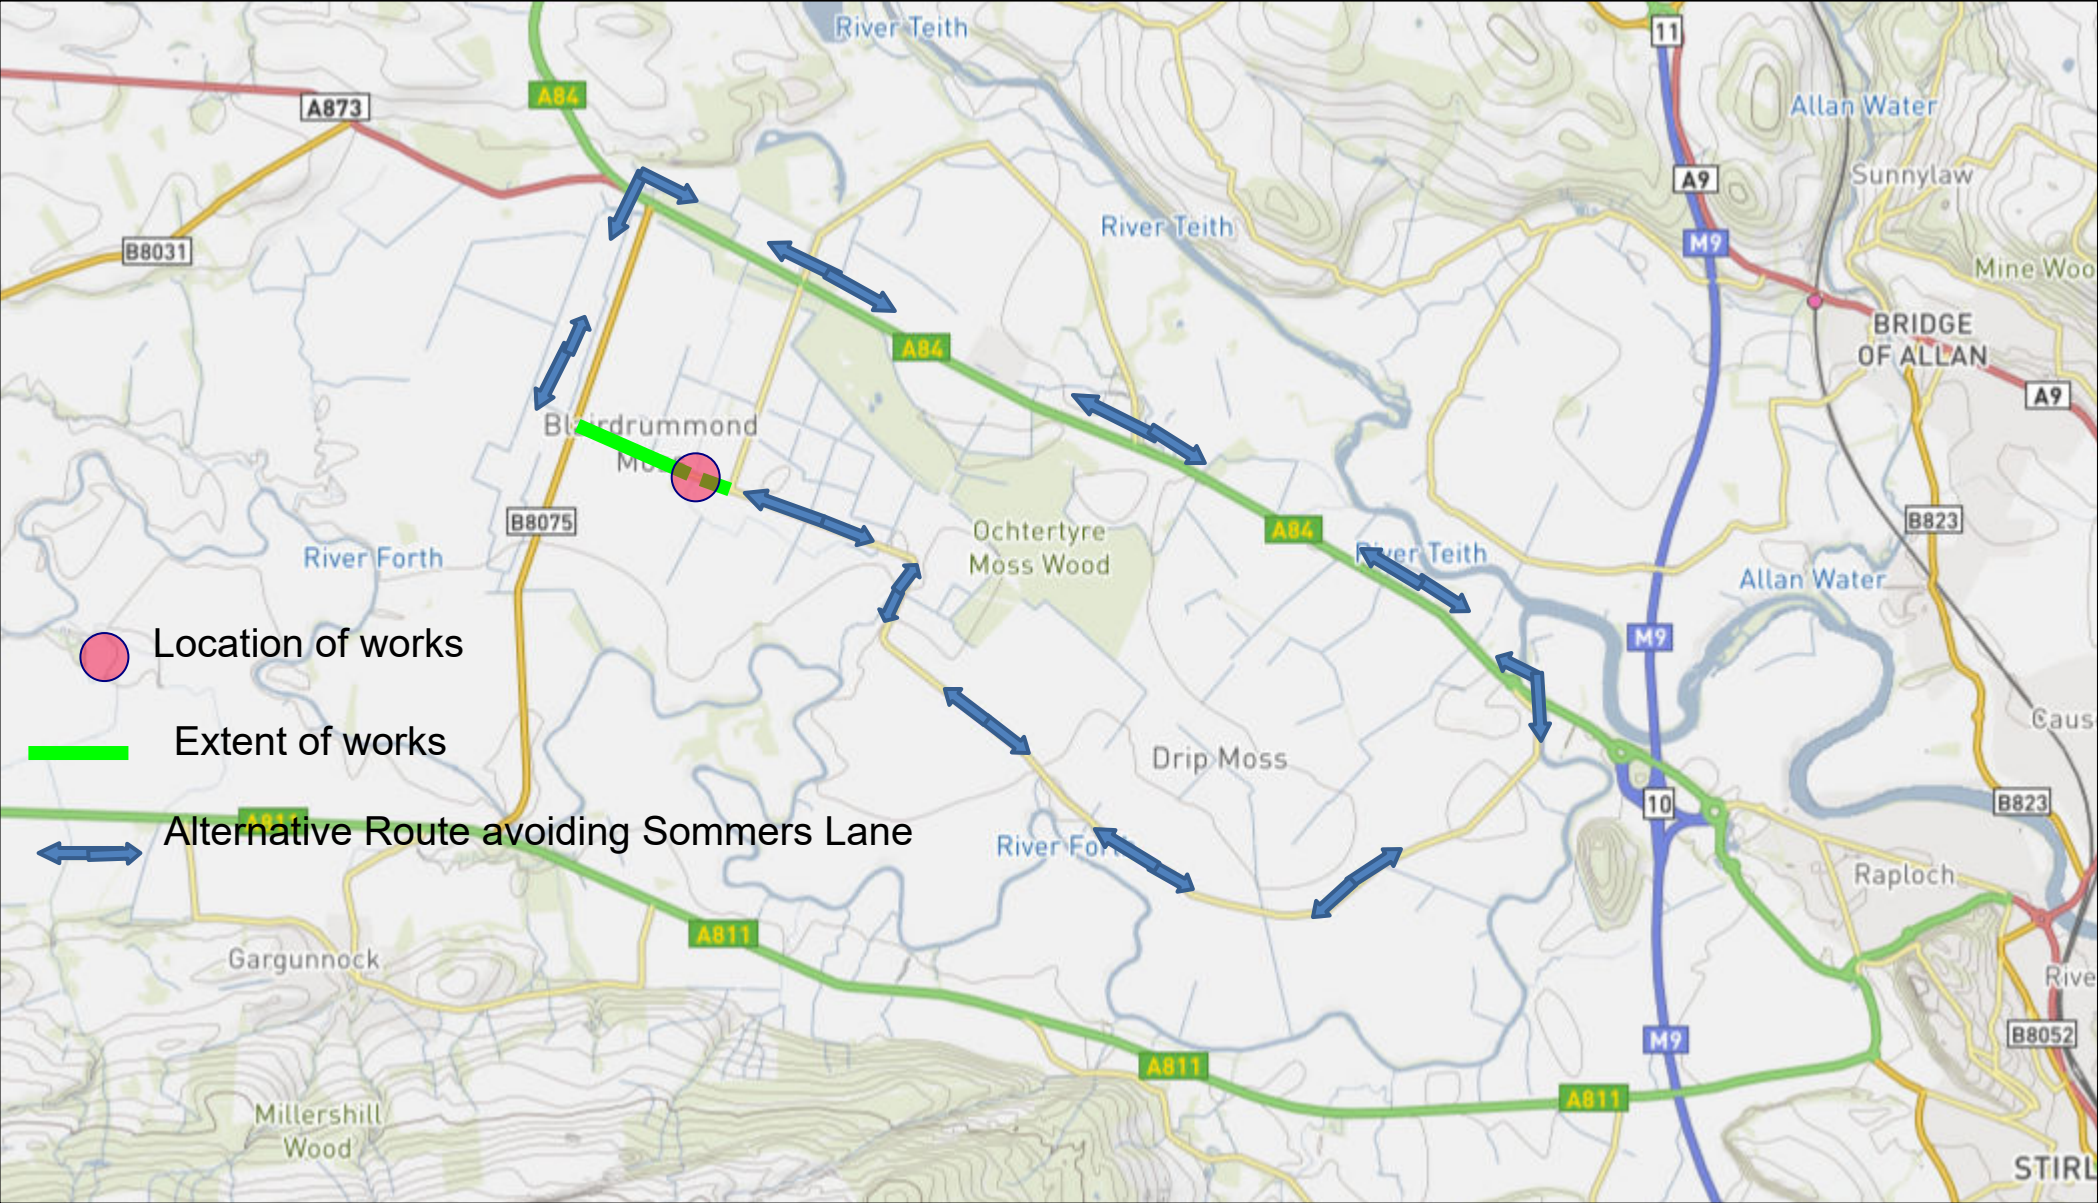 River Teith
11
A84
A873
Allan Water
A9
Sunnylaw
River Teith
M9
B8031
Mine Woo
BRIDGE
OF ALLAN
A84
A9
Blairdrummond
Moss
B8075
B823
Ochtertyre
Moss Wood
A84
River Forth
River Teith
Allan Water
M9
Location of works
Caus
Extent of works
Drip Moss
10
B823
A811
Alternative Route avoiding Sommers Lane
River Forth
Raploch
A811
Gargunnock
Rive
M9
B8052
A811
A811
Millershill
Wood
STIRL